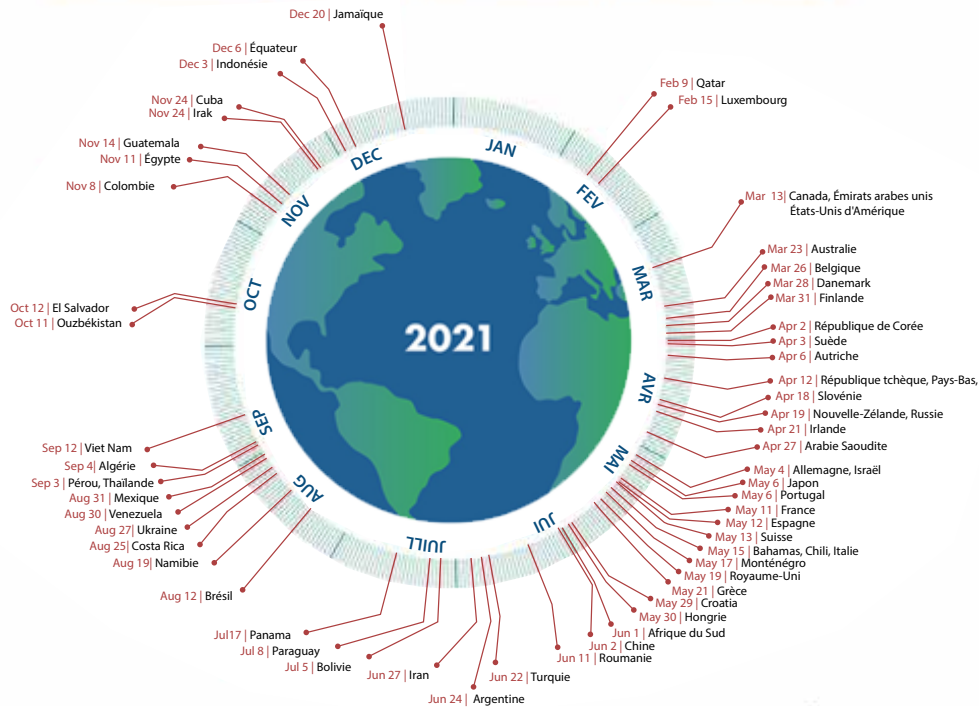 Dec 20 | Jamaïque
Dec 6 | Équateur
Dec 3 | Indonésie
Nov 24 | Cuba
Nov 24 | Irak
Nov 14 | Guatemala
Nov 11 | Égypte
Nov 8 | Colombie
Oct 12 | El Salvador
Oct 11 | Ouzbékistan
Sep 12 | Viet Nam
Sep 4 | Algérie
Sep 3 | Pérou, Thaïlande
Aug 31 | Mexique
Aug 30 | Venezuela
Aug 27 | Ukraine
Aug 25 | Costa Rica
Aug 19 | Namibie
Aug 12 | Brésil
Jul17 | Panama
Jul 8 | Paraguay
Jul 5 | Bolivie
Jun 27 | Iran
Jun 24 | Argentine
Jun 22 | Turquie
Feb 9 | Qatar
Feb 15 | Luxembourg
Mar 13| Canada, Émirats arabes unis
États-Unis d'Amérique
Mar 23 | Australie
Mar 26 | Belgique
Mar 28 | Danemark
Mar 31 | Finlande
Apr 2 | République de Corée
Apr 3 | Suède
Apr 6 | Autriche
Apr 12 | République tchèque, Pays-Bas,
Apr 18 | Slovénie
Apr 19 | Nouvelle-Zélande, Russie
Apr 21 | Irlande
Apr 27 | Arabie Saoudite
May 4 | Allemagne, Israël
May 6 | Japon
May 6 | Portugal
May 11 | France
May 12 | Espagne
May 13 | Suisse
May 15 | Bahamas, Chili, Italie
May 17 | Monténégro
May 19 | Royaume-Uni
May 21 | Grèce
May 29 | Croatia
May 30 | Hongrie
Jun 1 | Afrique du Sud
Jun 2 | Chine
Jun 11 | Roumanie
JAN
FEV
MAR
AVR
MAI
JUI
JUILL
AUG
SEP
OCT
NOV
DEC
2021